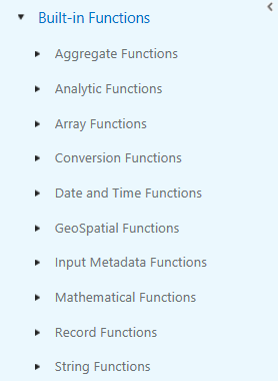 Built-in Functions
Aggregate Functions
Analytic Functions
Array Functions
Conversion Functions
Date and Time Functions
GeoSpatial Functions
Input Metadata Functions
Mathematical Functions
Record Functions
String Functions